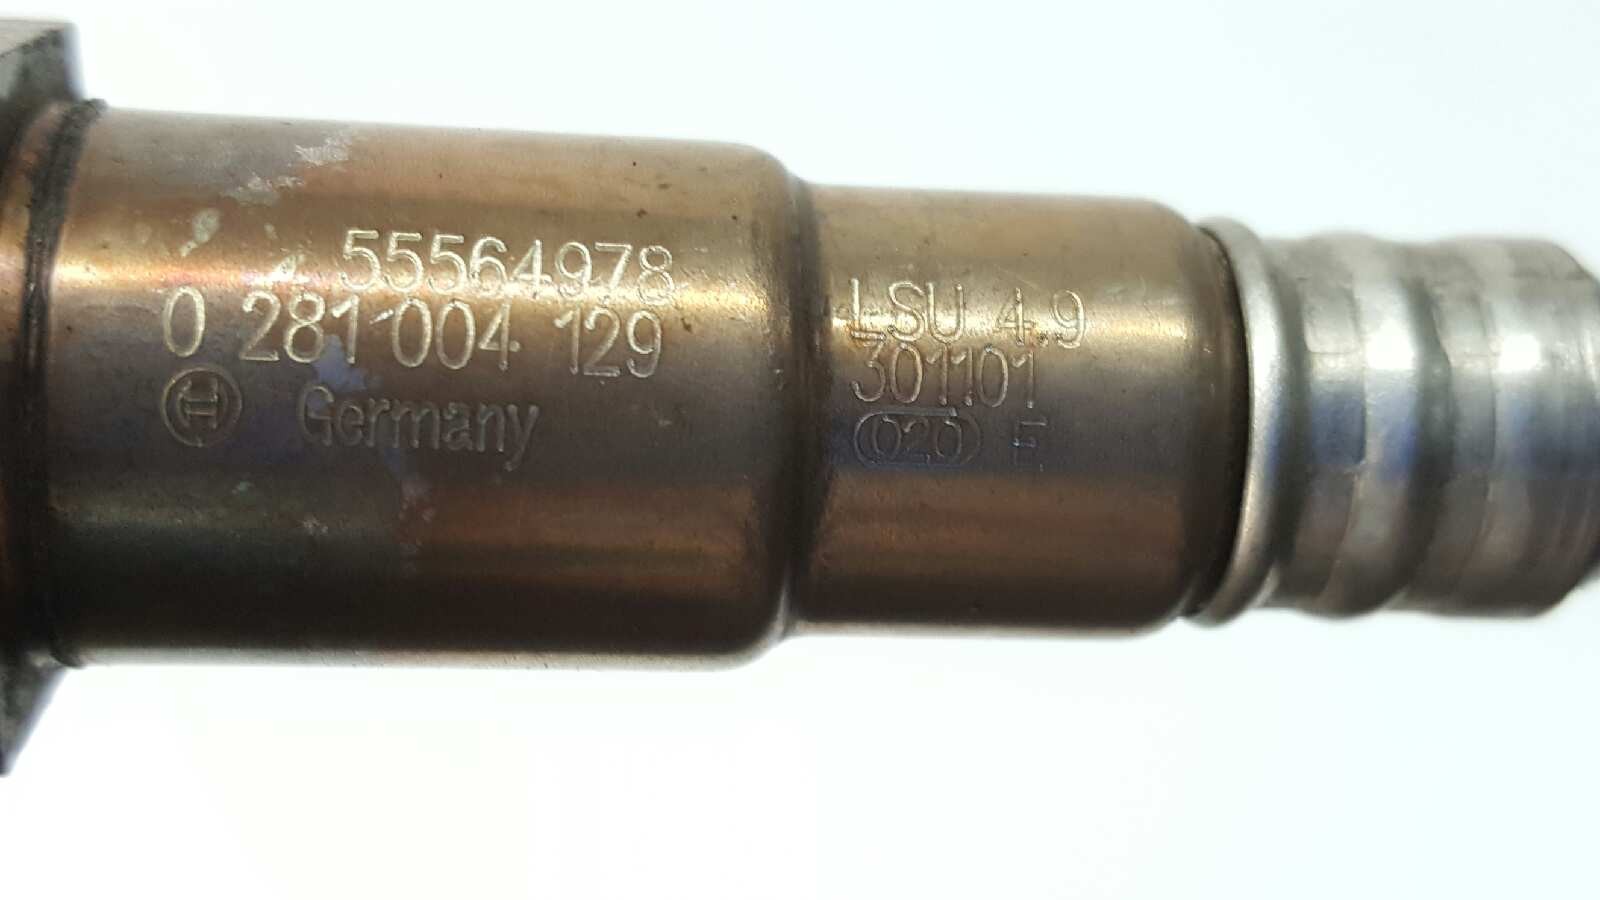 55564978
0 281 004 129
Germany
LSU 4.9
301101
020 F